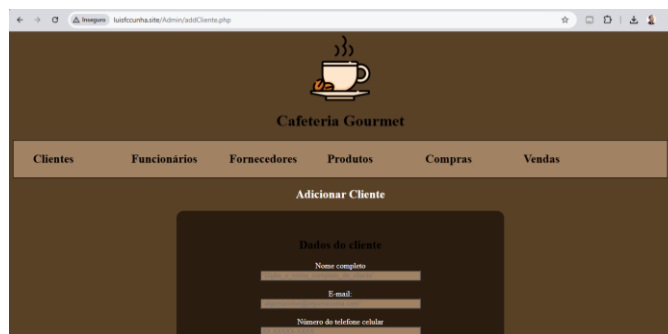 Inseguro luisfccunha.site/Admin/addCliente.php
Cafeteria Gourmet
Clientes Funcionários Fornecedores Produtos Compras Vendas
Adicionar Cliente
Dados do cliente
Nome completo
E-mail:
Número do telefone celular